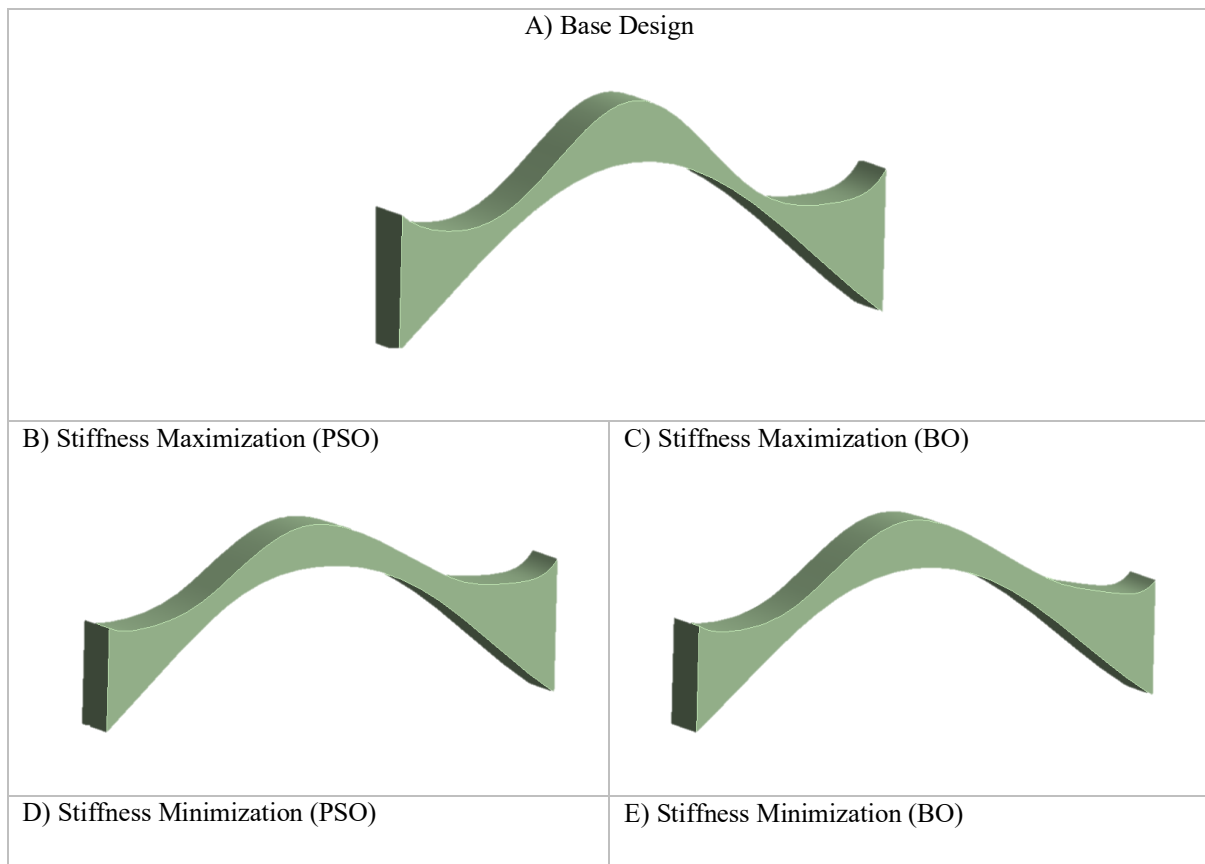 A) Base Design
B) Stiffness Maximization (PSO)
C) Stiffness Maximization (BO)
D) Stiffness Minimization (PSO)
E) Stiffness Minimization (BO)